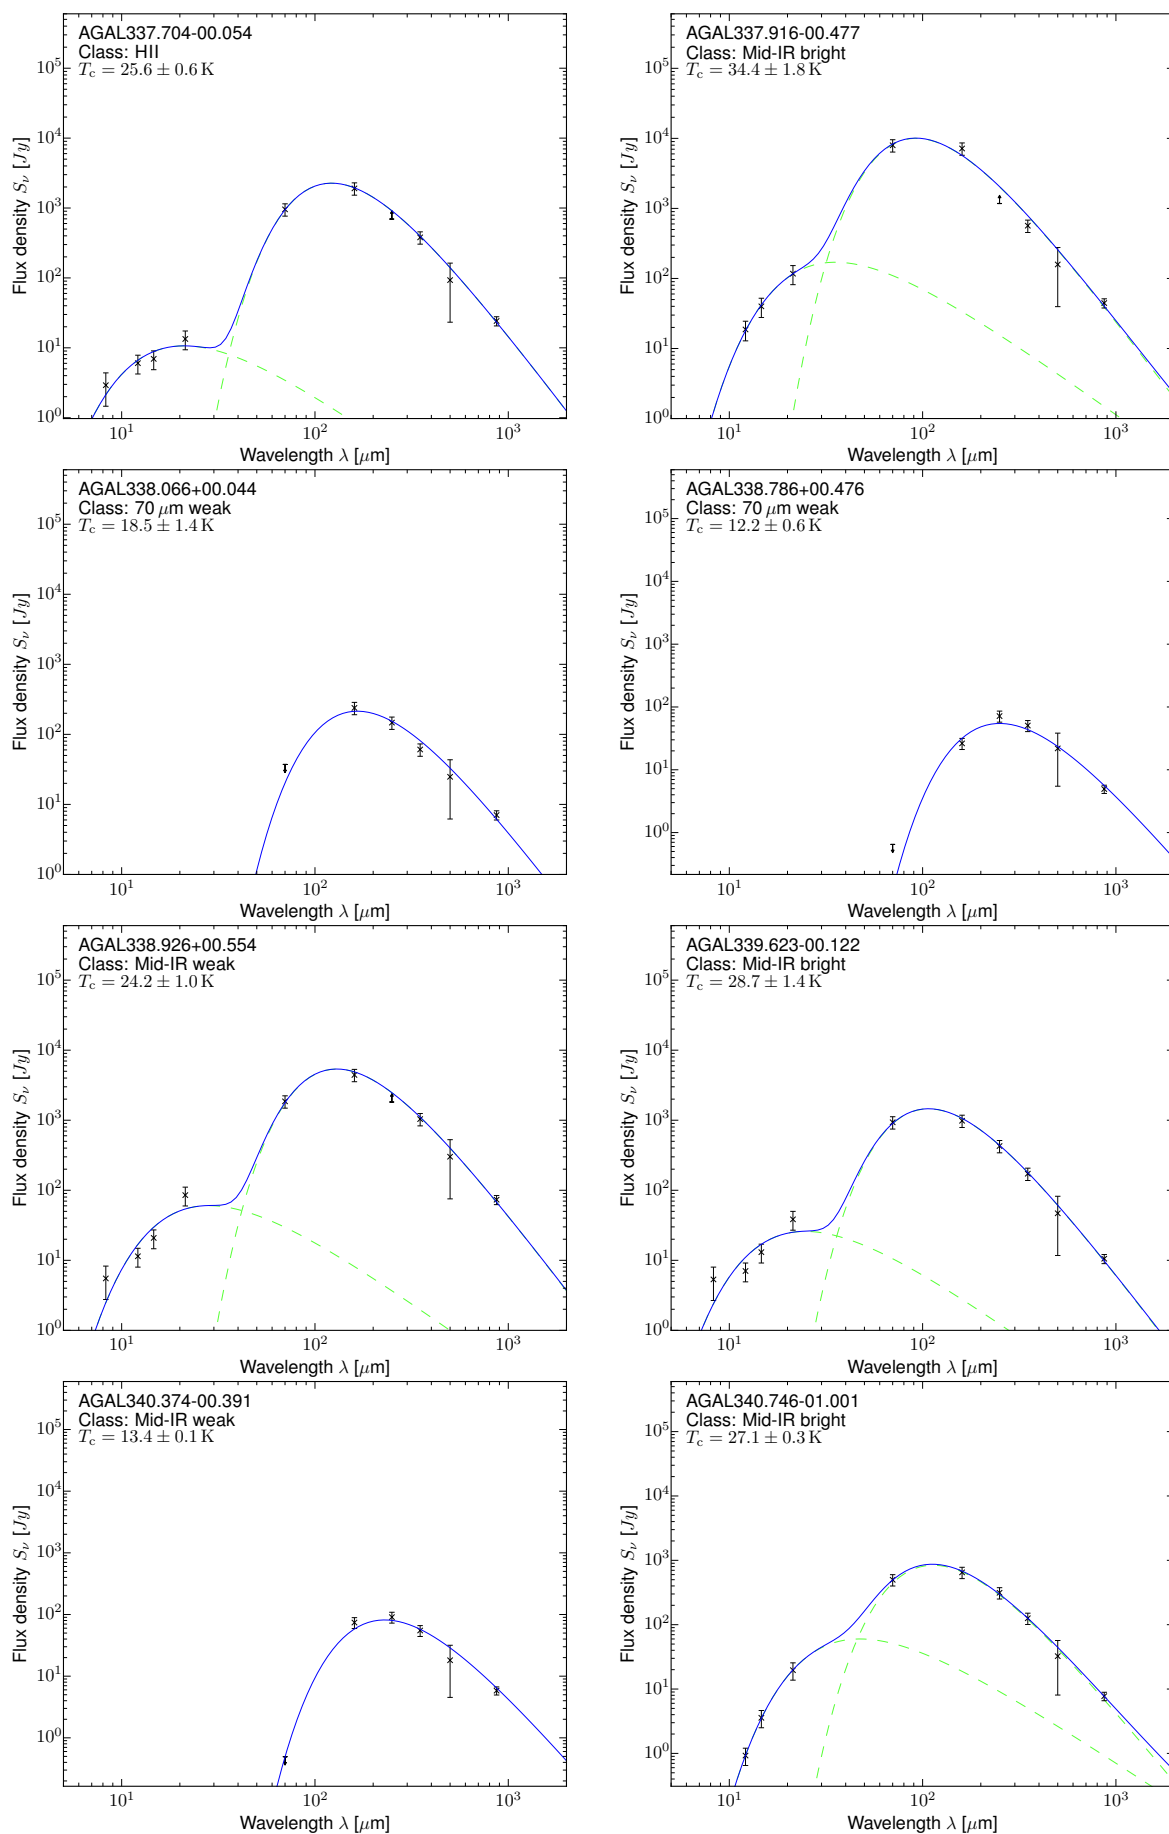 AGAL337.704-00.054
Class: HII
T_c = 25.6 ± 0.6 K
10^5
10^4
10^3
10^2
10^1
10^0
Flux density S_ν [Jy]
10^1 10^2 10^3
Wavelength λ [μm]
AGAL337.916-00.477
Class: Mid-IR bright
T_c = 34.4 ± 1.8 K
10^5
10^4
10^3
10^2
10^1
10^0
Flux density S_ν [Jy]
10^1 10^2 10^3
Wavelength λ [μm]
AGAL338.066+00.044
Class: 70 μm weak
T_c = 18.5 ± 1.4 K
10^5
10^4
10^3
10^2
10^1
10^0
Flux density S_ν [Jy]
10^1 10^2 10^3
Wavelength λ [μm]
AGAL338.786+00.476
Class: 70 μm weak
T_c = 12.2 ± 0.6 K
10^5
10^4
10^3
10^2
10^1
10^0
Flux density S_ν [Jy]
10^1 10^2 10^3
Wavelength λ [μm]
AGAL338.926+00.554
Class: Mid-IR weak
T_c = 24.2 ± 1.0 K
10^5
10^4
10^3
10^2
10^1
10^0
Flux density S_ν [Jy]
10^1 10^2 10^3
Wavelength λ [μm]
AGAL339.623-00.122
Class: Mid-IR bright
T_c = 28.7 ± 1.4 K
10^5
10^4
10^3
10^2
10^1
10^0
Flux density S_ν [Jy]
10^1 10^2 10^3
Wavelength λ [μm]
AGAL340.374-00.391
Class: Mid-IR weak
T_c = 13.4 ± 0.1 K
10^5
10^4
10^3
10^2
10^1
10^0
Flux density S_ν [Jy]
10^1 10^2 10^3
Wavelength λ [μm]
AGAL340.746-01.001
Class: Mid-IR bright
T_c = 27.1 ± 0.3 K
10^5
10^4
10^3
10^2
10^1
10^0
Flux density S_ν [Jy]
10^1 10^2 10^3
Wavelength λ [μm]